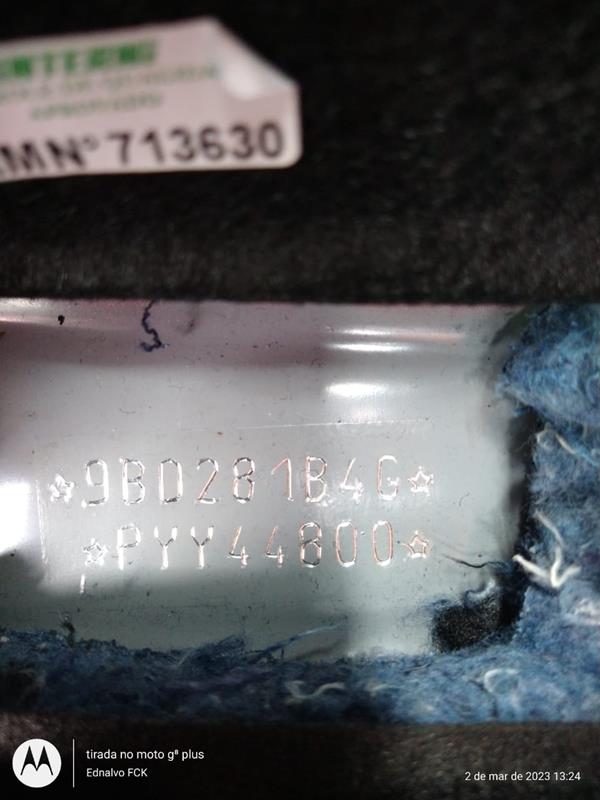 MN° 713630
☆9BD281B4G☆
☆PYY44800☆
tirada no moto g⁸ plus
Ednalvo FCK
2 de mar de 2023 13:24